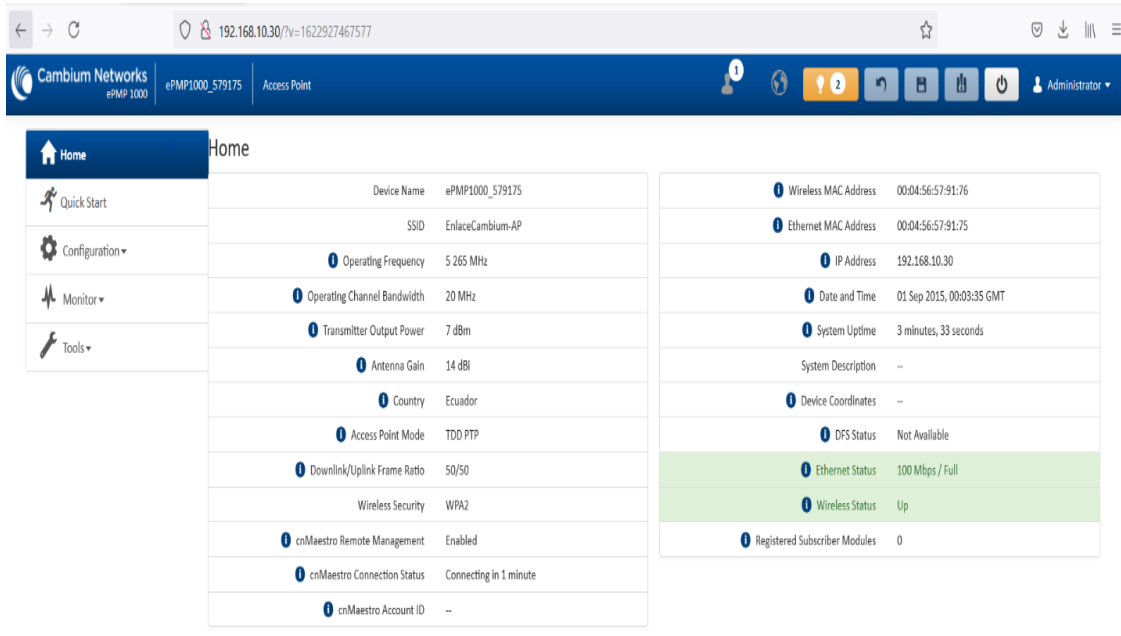 192.168.10.30/?v=1622927467577
Cambium Networks
ePMP 1000
ePMP1000_579175
Access Point
1
2
Administrator
Home
Quick Start
Configuration
Monitor
Tools
Home
Device Name ePMP1000_579175
SSID EnlaceCambium-AP
Operating Frequency 5 265 MHz
Operating Channel Bandwidth 20 MHz
Transmitter Output Power 7 dBm
Antenna Gain 14 dBi
Country Ecuador
Access Point Mode TDD PTP
Downlink/Uplink Frame Ratio 50/50
Wireless Security WPA2
cnMaestro Remote Management Enabled
cnMaestro Connection Status Connecting in 1 minute
cnMaestro Account ID --
Wireless MAC Address 00:04:56:57:91:76
Ethernet MAC Address 00:04:56:57:91:75
IP Address 192.168.10.30
Date and Time 01 Sep 2015, 00:03:35 GMT
System Uptime 3 minutes, 33 seconds
System Description --
Device Coordinates --
DFS Status Not Available
Ethernet Status 100 Mbps / Full
Wireless Status Up
Registered Subscriber Modules 0